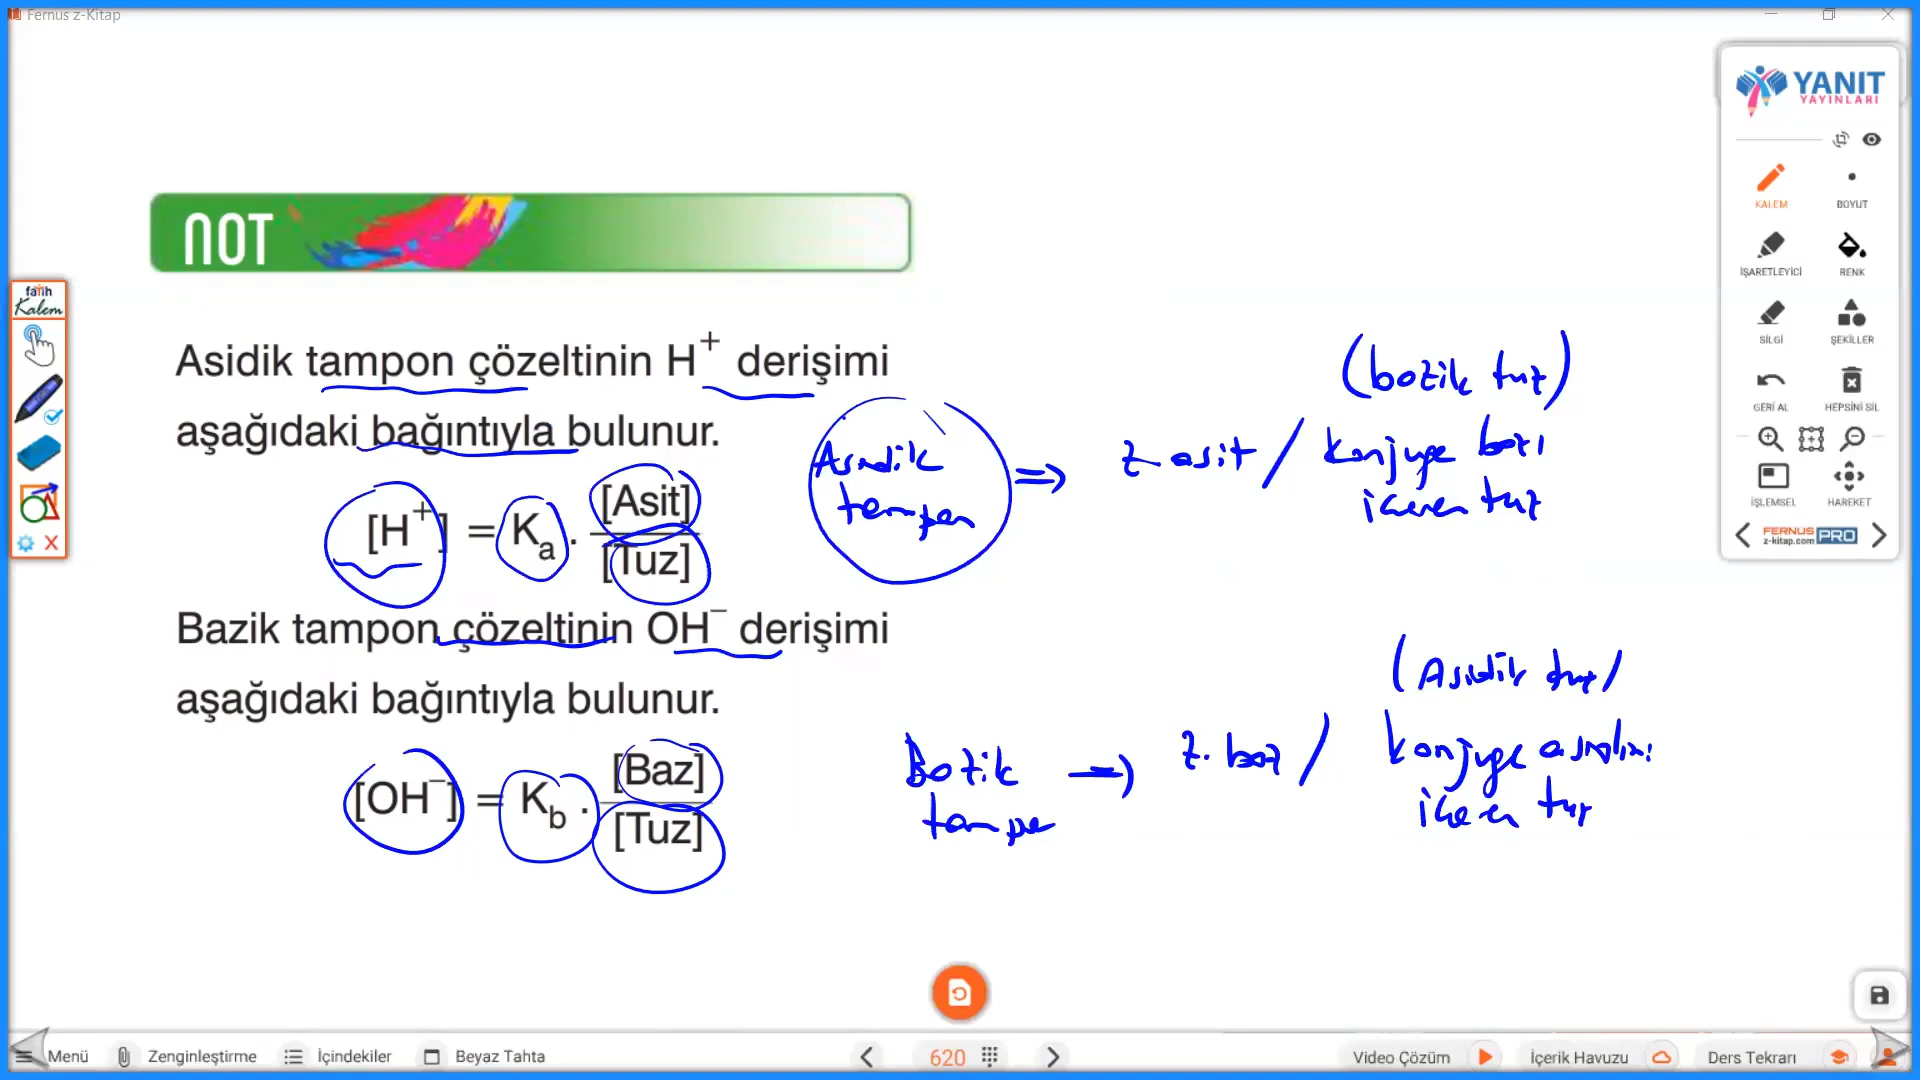 Fernus z-Kitap
YANIT
YAYINLARI
KALEM
BOYUT
İŞARETLEYİCİ
RENK
SİLGİ
ŞEKİLLER
GERİ AL
HEPSİNİ SİL
İŞLEMSEL
HAREKET
FERNUS
z-kitap.com PRO
fatih
Kalem
NOT
Asidik tampon çözeltinin H⁺ derişimi
aşağıdaki bağıntıyla bulunur.
[H⁺] = Kₐ . [Asit] / [Tuz]
Bazik tampon çözeltinin OH⁻ derişimi
aşağıdaki bağıntıyla bulunur.
[OH⁻] = K_b . [Baz] / [Tuz]
(bazik tuz)
Asidik
tampon
⇒ z asit / konjuge bazı
içeren tuz
(Asidik tuz)
Bazik
tampon
→ z. baz / konjuge asidini
içeren tuz
Menü
Zenginleştirme
İçindekiler
Beyaz Tahta
620
Video Çözüm
İçerik Havuzu
Ders Tekrarı